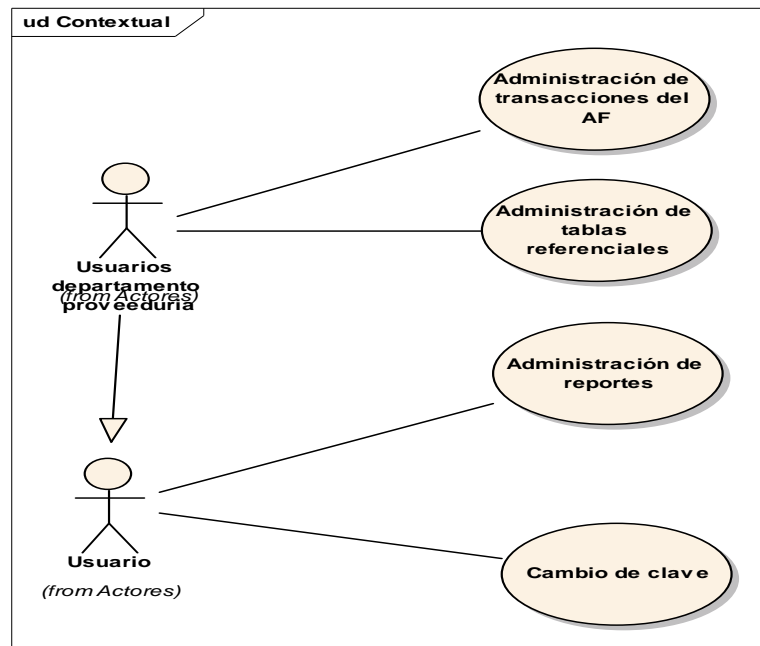 ud Contextual
Administración de
transacciones del
AF
Administración de
tablas
referenciales
Usuarios
departamento
(from Actores)
proveeduria
Administración de
reportes
Usuario
(from Actores)
Cambio de clave